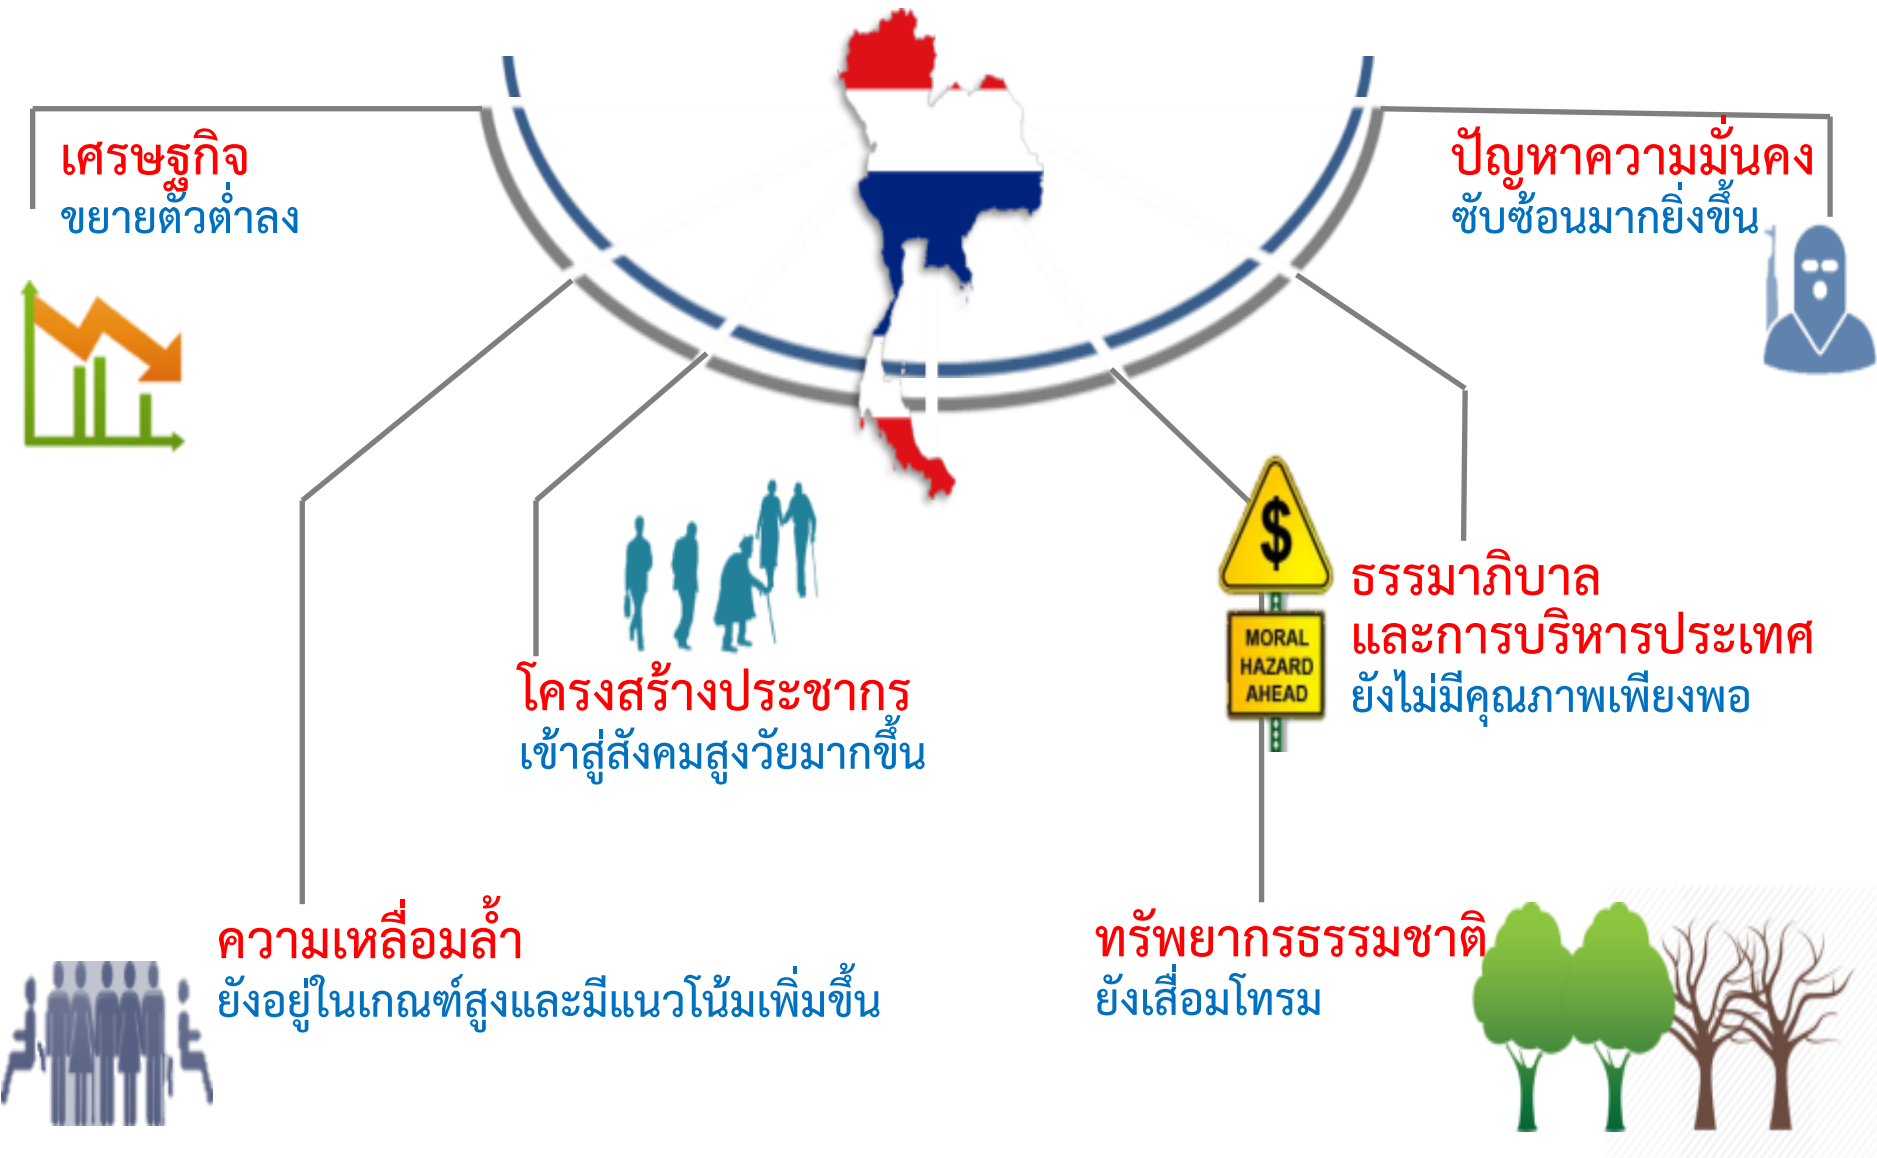 เศรษฐกิจ
ขยายตัวต่ำลง
ปัญหาความมั่นคง
ซับซ้อนมากยิ่งขึ้น
$
MORAL
HAZARD
AHEAD
ธรรมาภิบาล
และการบริหารประเทศ
ยังไม่มีคุณภาพเพียงพอ
โครงสร้างประชากร
เข้าสู่สังคมสูงวัยมากขึ้น
ความเหลื่อมล้ำ
ยังอยู่ในเกณฑ์สูงและมีแนวโน้มเพิ่มขึ้น
ทรัพยากรธรรมชาติ
ยังเสื่อมโทรม